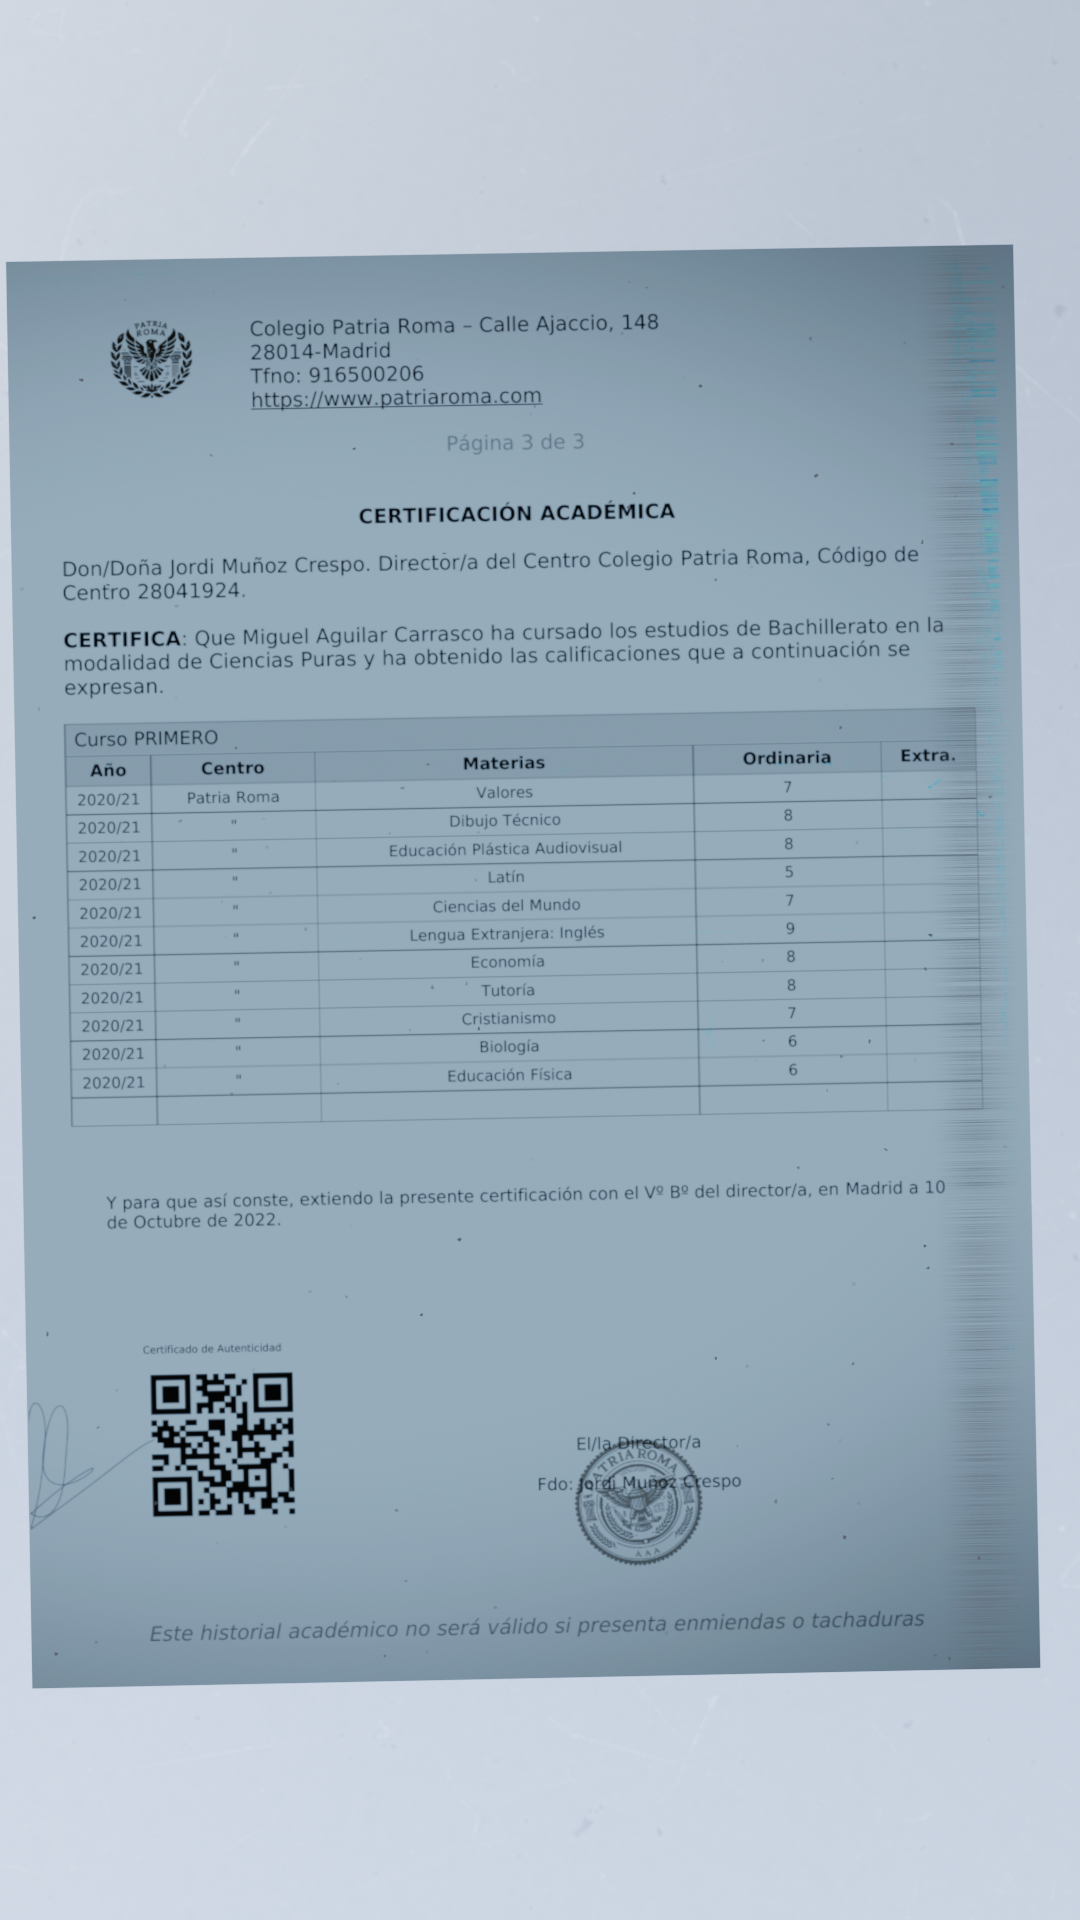 PATRIA
ROMA
Colegio Patria Roma – Calle Ajaccio, 148
28014-Madrid
Tfno: 916500206
https://www.patriaroma.com
Página 3 de 3
CERTIFICACIÓN ACADÉMICA
Don/Doña Jordi Muñoz Crespo. Director/a del Centro Colegio Patria Roma, Código de
Centro 28041924.
CERTIFICA: Que Miguel Aguilar Carrasco ha cursado los estudios de Bachillerato en la
modalidad de Ciencias Puras y ha obtenido las calificaciones que a continuación se
expresan.
Curso PRIMERO
Año Centro Materias Ordinaria Extra.
2020/21 Patria Roma Valores 7
2020/21 " Dibujo Técnico 8
2020/21 " Educación Plástica Audiovisual 8
2020/21 " Latín 5
2020/21 " Ciencias del Mundo 7
2020/21 " Lengua Extranjera: Inglés 9
2020/21 " Economía 8
2020/21 " Tutoría 8
2020/21 " Cristianismo 7
2020/21 " Biología 6
2020/21 " Educación Física 6
Y para que así conste, extiendo la presente certificación con el Vº Bº del director/a, en Madrid a 10
de Octubre de 2022.
Certificado de Autenticidad
El/la Director/a
Fdo: Jordi Muñoz Crespo
PATRIA ROMA
AAA
Este historial académico no será válido si presenta enmiendas o tachaduras